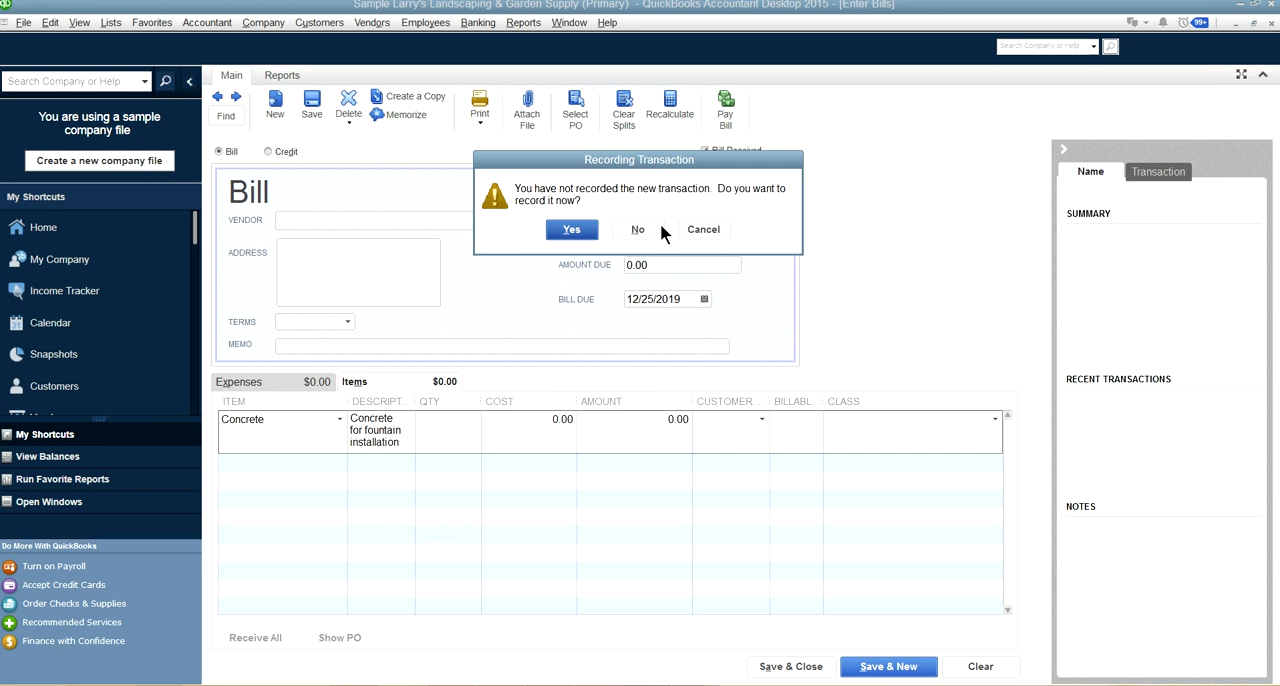 Sample Larry's Landscaping & Garden Supply (Primary) - QuickBooks Accountant Desktop 2015 - [Enter Bills]
File Edit View Lists Favorites Accountant Company Customers Vendors Employees Banking Reports Window Help
99+
Search Company or Help
Search Company or Help
Main Reports
You are using a sample
company file
Create a new company file
Find
New
Save
Delete
Create a Copy
Memorize
Print
Attach
File
Select
PO
Clear
Splits
Recalculate
Pay
Bill
My Shortcuts
Home
My Company
Income Tracker
Calendar
Snapshots
Customers
My Shortcuts
View Balances
Run Favorite Reports
Open Windows
Do More With QuickBooks
Turn on Payroll
Accept Credit Cards
Order Checks & Supplies
Recommended Services
Finance with Confidence
Bill Credit Bill Received
Bill
VENDOR
ADDRESS
TERMS
MEMO
Recording Transaction
You have not recorded the new transaction. Do you want to
record it now?
Yes No Cancel
AMOUNT DUE 0.00
BILL DUE 12/25/2019
Expenses $0.00 Items $0.00
ITEM DESCRIPT... QTY COST AMOUNT CUSTOMER... BILLABL... CLASS
Concrete Concrete 0.00 0.00
for fountain
installation
Receive All Show PO
Save & Close Save & New Clear
Name Transaction
SUMMARY
RECENT TRANSACTIONS
NOTES